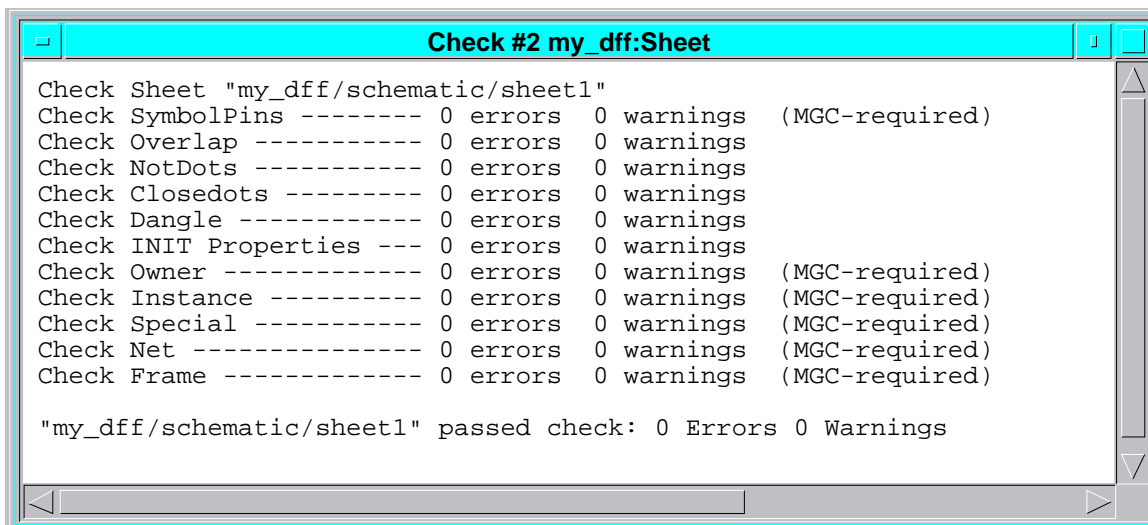 Check #2 my_dff:Sheet
Check Sheet "my_dff/schematic/sheet1"
Check SymbolPins -------- 0 errors  0 warnings  (MGC-required)
Check Overlap ----------- 0 errors  0 warnings
Check NotDots ----------- 0 errors  0 warnings
Check Closedots --------- 0 errors  0 warnings
Check Dangle ------------ 0 errors  0 warnings
Check INIT Properties --- 0 errors  0 warnings
Check Owner ------------- 0 errors  0 warnings  (MGC-required)
Check Instance ---------- 0 errors  0 warnings  (MGC-required)
Check Special ----------- 0 errors  0 warnings  (MGC-required)
Check Net --------------- 0 errors  0 warnings  (MGC-required)
Check Frame ------------- 0 errors  0 warnings  (MGC-required)
"my_dff/schematic/sheet1" passed check: 0 Errors 0 Warnings